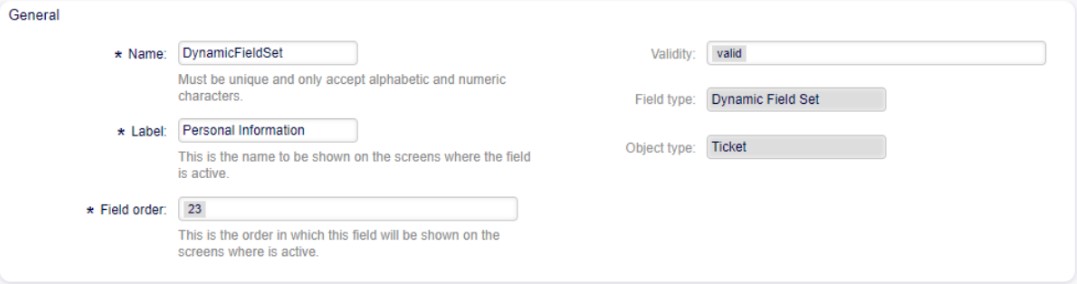 General
* Name: DynamicFieldSet
Must be unique and only accept alphabetic and numeric
characters.
* Label: Personal Information
This is the name to be shown on the screens where the field
is active.
* Field order: 23
This is the order in which this field will be shown on the
screens where is active.
Validity: valid
Field type: Dynamic Field Set
Object type: Ticket